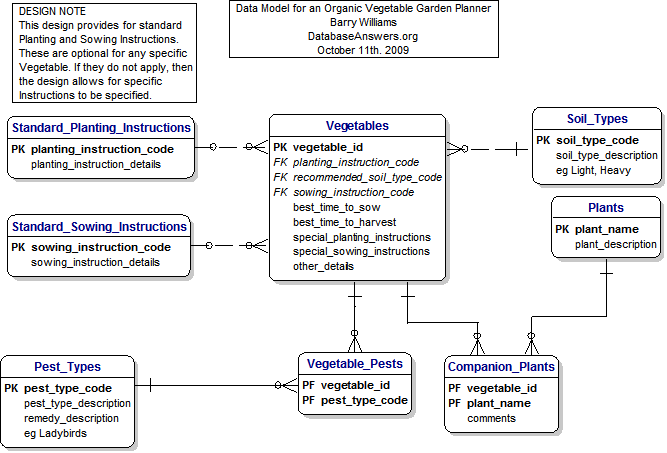 DESIGN NOTE
This design provides for standard
Planting and Sowing Instructions.
These are optional for any specific
Vegetable. If they do not apply, then
the design allows for specific
Instructions to be specified.
Data Model for an Organic Vegetable Garden Planner
Barry Williams
DatabaseAnswers.org
October 11th. 2009
Standard_Planting_Instructions
PK planting_instruction_code
planting_instruction_details
Vegetables
PK vegetable_id
FK planting_instruction_code
FK recommended_soil_type_code
FK sowing_instruction_code
best_time_to_sow
best_time_to_harvest
special_planting_instructions
special_sowing_instructions
other_details
Soil_Types
PK soil_type_code
soil_type_description
eg Light, Heavy
Standard_Sowing_Instructions
PK sowing_instruction_code
sowing_instruction_details
Plants
PK plant_name
plant_description
Pest_Types
PK pest_type_code
pest_type_description
remedy_description
eg Ladybirds
Vegetable_Pests
PF vegetable_id
PF pest_type_code
Companion_Plants
PF vegetable_id
PF plant_name
comments